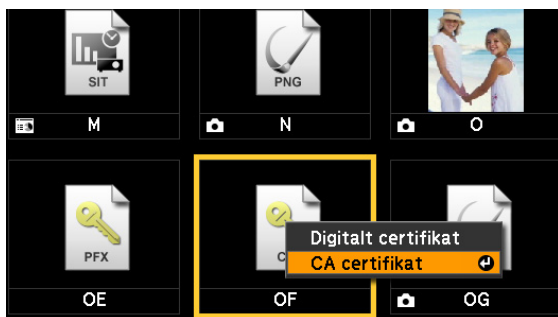 SIT
PNG
M
N
O
PFX
C
Digitalt certifikat
CA certifikat
OE
OF
OG